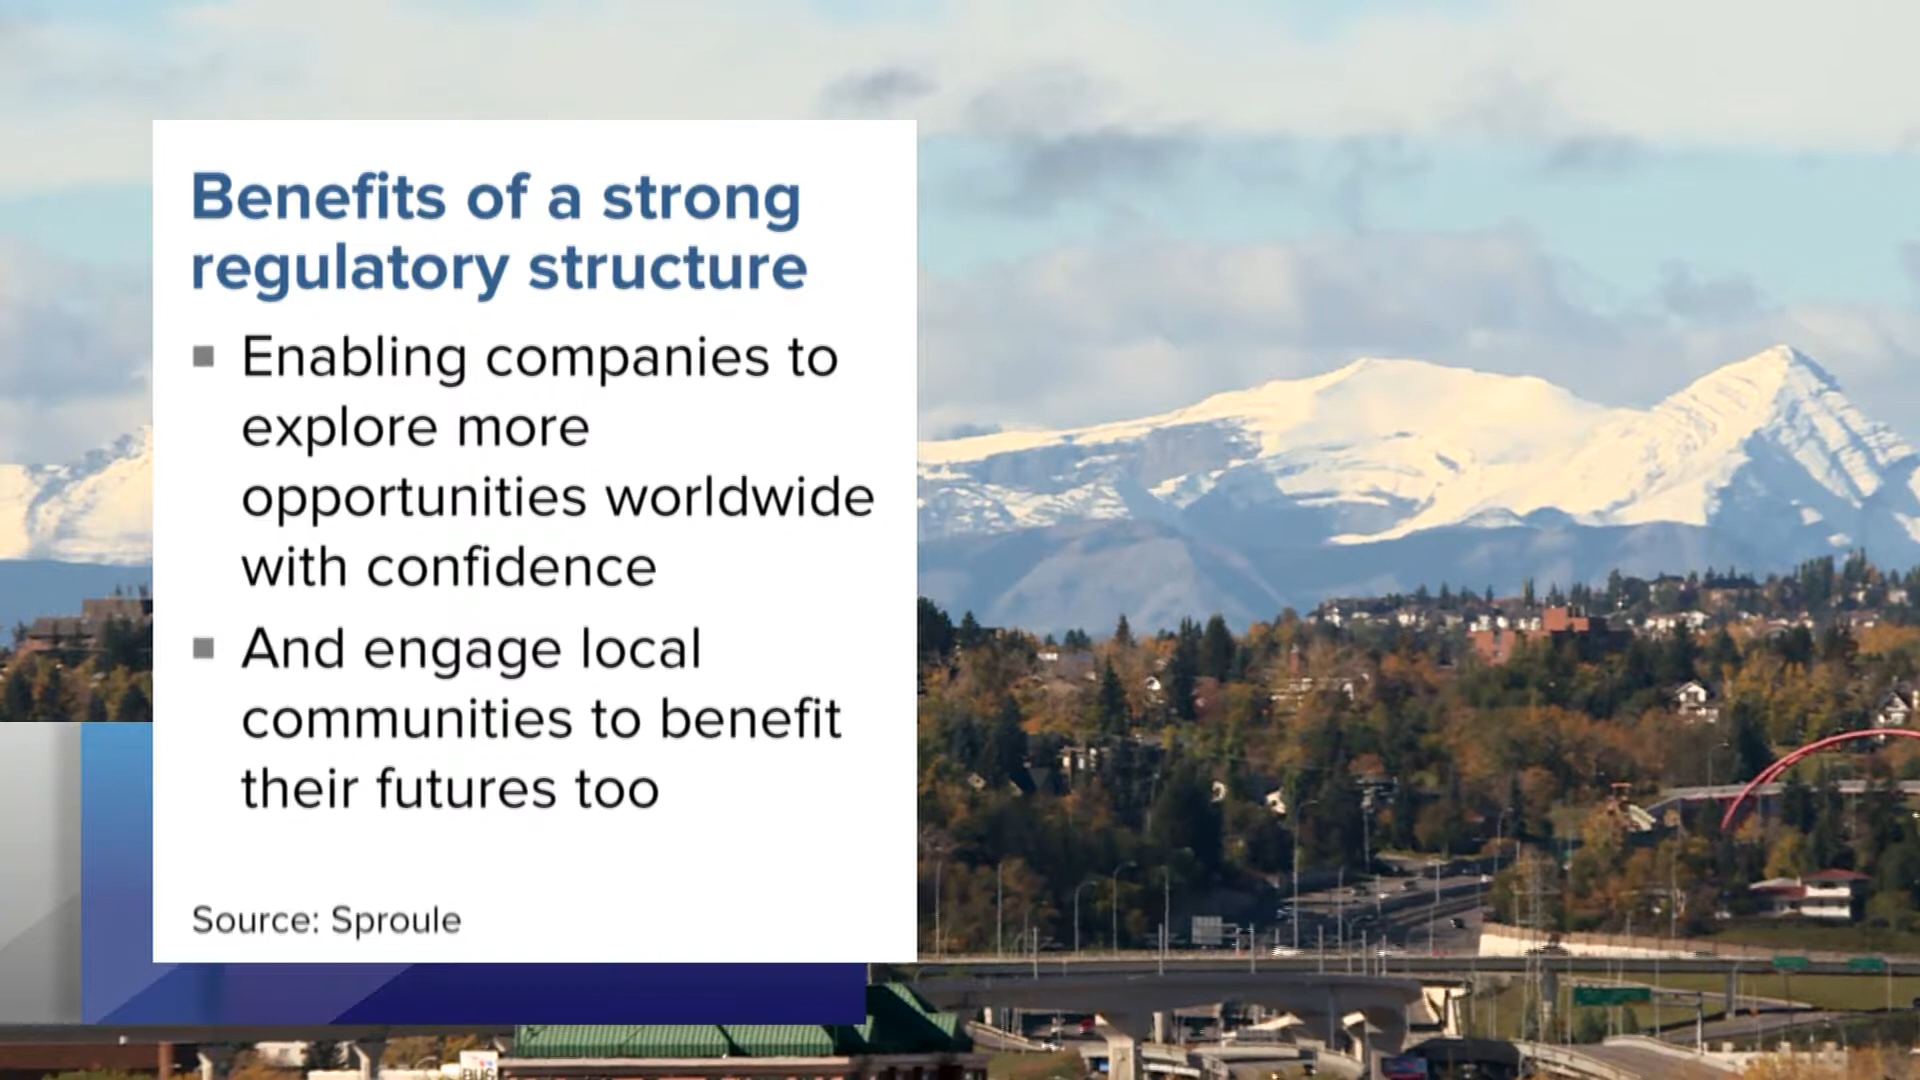 Benefits of a strong
regulatory structure
Enabling companies to
explore more
opportunities worldwide
with confidence
And engage local
communities to benefit
their futures too
Source: Sproule